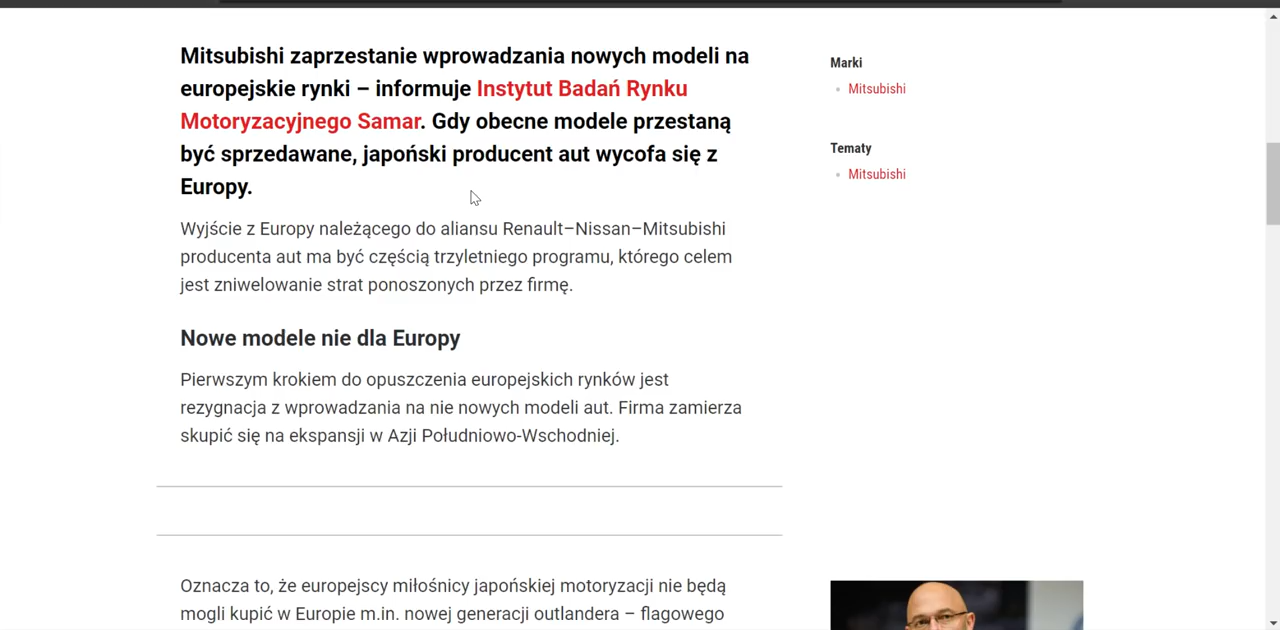 Mitsubishi zaprzestanie wprowadzania nowych modeli na
europejskie rynki – informuje Instytut Badań Rynku
Motoryzacyjnego Samar. Gdy obecne modele przestaną
być sprzedawane, japoński producent aut wycofa się z
Europy.
Wyjście z Europy należącego do aliansu Renault–Nissan–Mitsubishi
producenta aut ma być częścią trzyletniego programu, którego celem
jest zniwelowanie strat ponoszonych przez firmę.
Nowe modele nie dla Europy
Pierwszym krokiem do opuszczenia europejskich rynków jest
rezygnacja z wprowadzania na nie nowych modeli aut. Firma zamierza
skupić się na ekspansji w Azji Południowo-Wschodniej.
Oznacza to, że europejscy miłośnicy japońskiej motoryzacji nie będą
mogli kupić w Europie m.in. nowej generacji outlandera – flagowego
Marki
Mitsubishi
Tematy
Mitsubishi